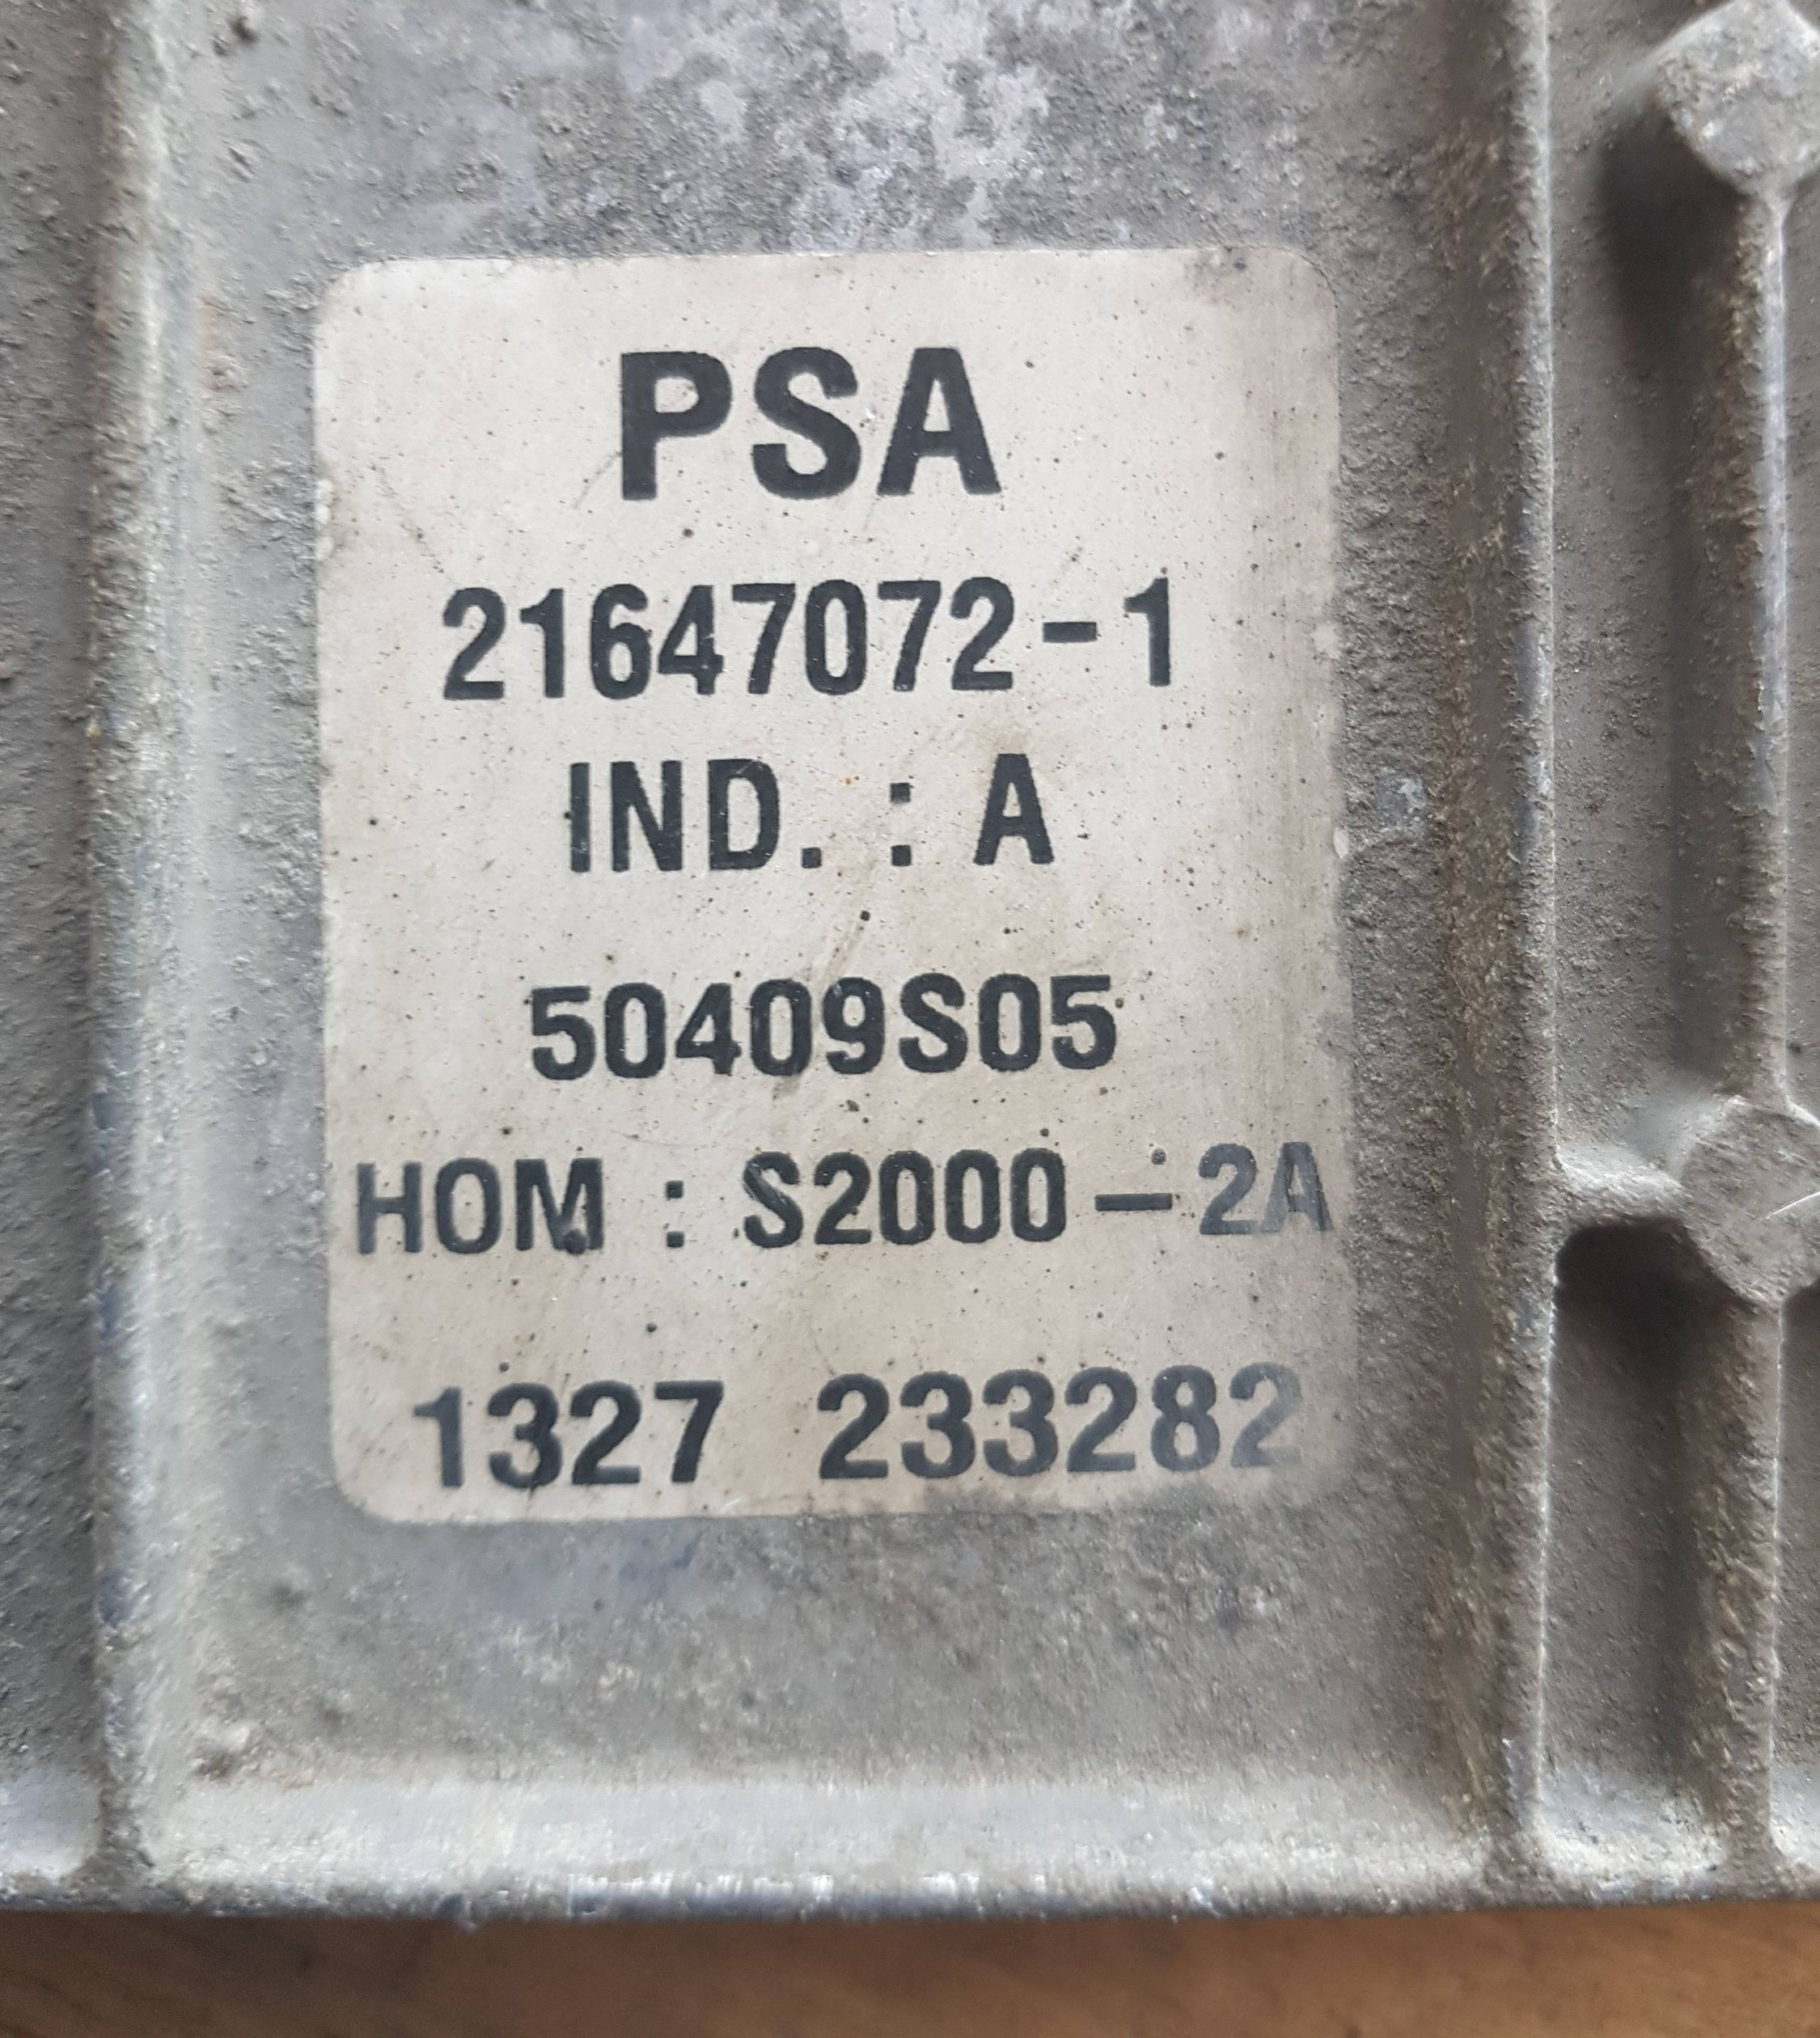 PSA
21647072-1
IND. : A
50409S05
HOM : S2000-2A
1327 233282